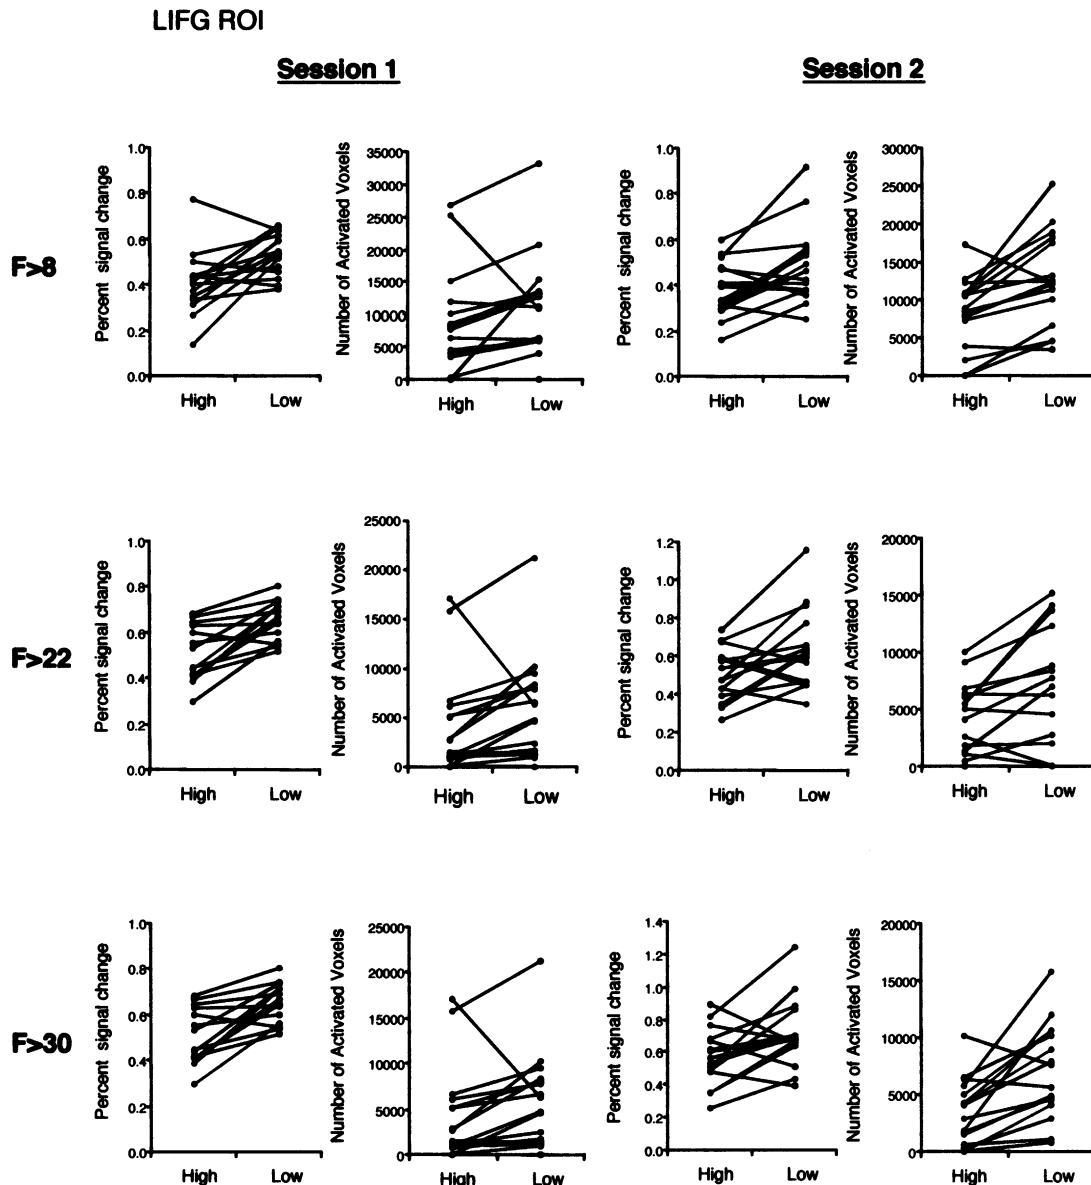 LIFG ROI
Session 1
Session 2
F>8
Percent signal change
1.0
0.8
0.6
0.4
0.2
0.0
High Low
Number of Activated Voxels
35000
30000
25000
20000
15000
10000
5000
0
High Low
Percent signal change
1.0
0.8
0.6
0.4
0.2
0.0
High Low
Number of Activated Voxels
30000
25000
20000
15000
10000
5000
0
High Low
F>22
Percent signal change
1.0
0.8
0.6
0.4
0.2
0.0
High Low
Number of Activated Voxels
25000
20000
15000
10000
5000
0
High Low
Percent signal change
1.2
1.0
0.8
0.6
0.4
0.2
0.0
High Low
Number of Activated Voxels
20000
15000
10000
5000
0
High Low
F>30
Percent signal change
1.0
0.8
0.6
0.4
0.2
0.0
High Low
Number of Activated Voxels
25000
20000
15000
10000
5000
0
High Low
Percent signal change
1.4
1.2
1.0
0.8
0.6
0.4
0.2
0.0
High Low
Number of Activated Voxels
20000
15000
10000
5000
0
High Low